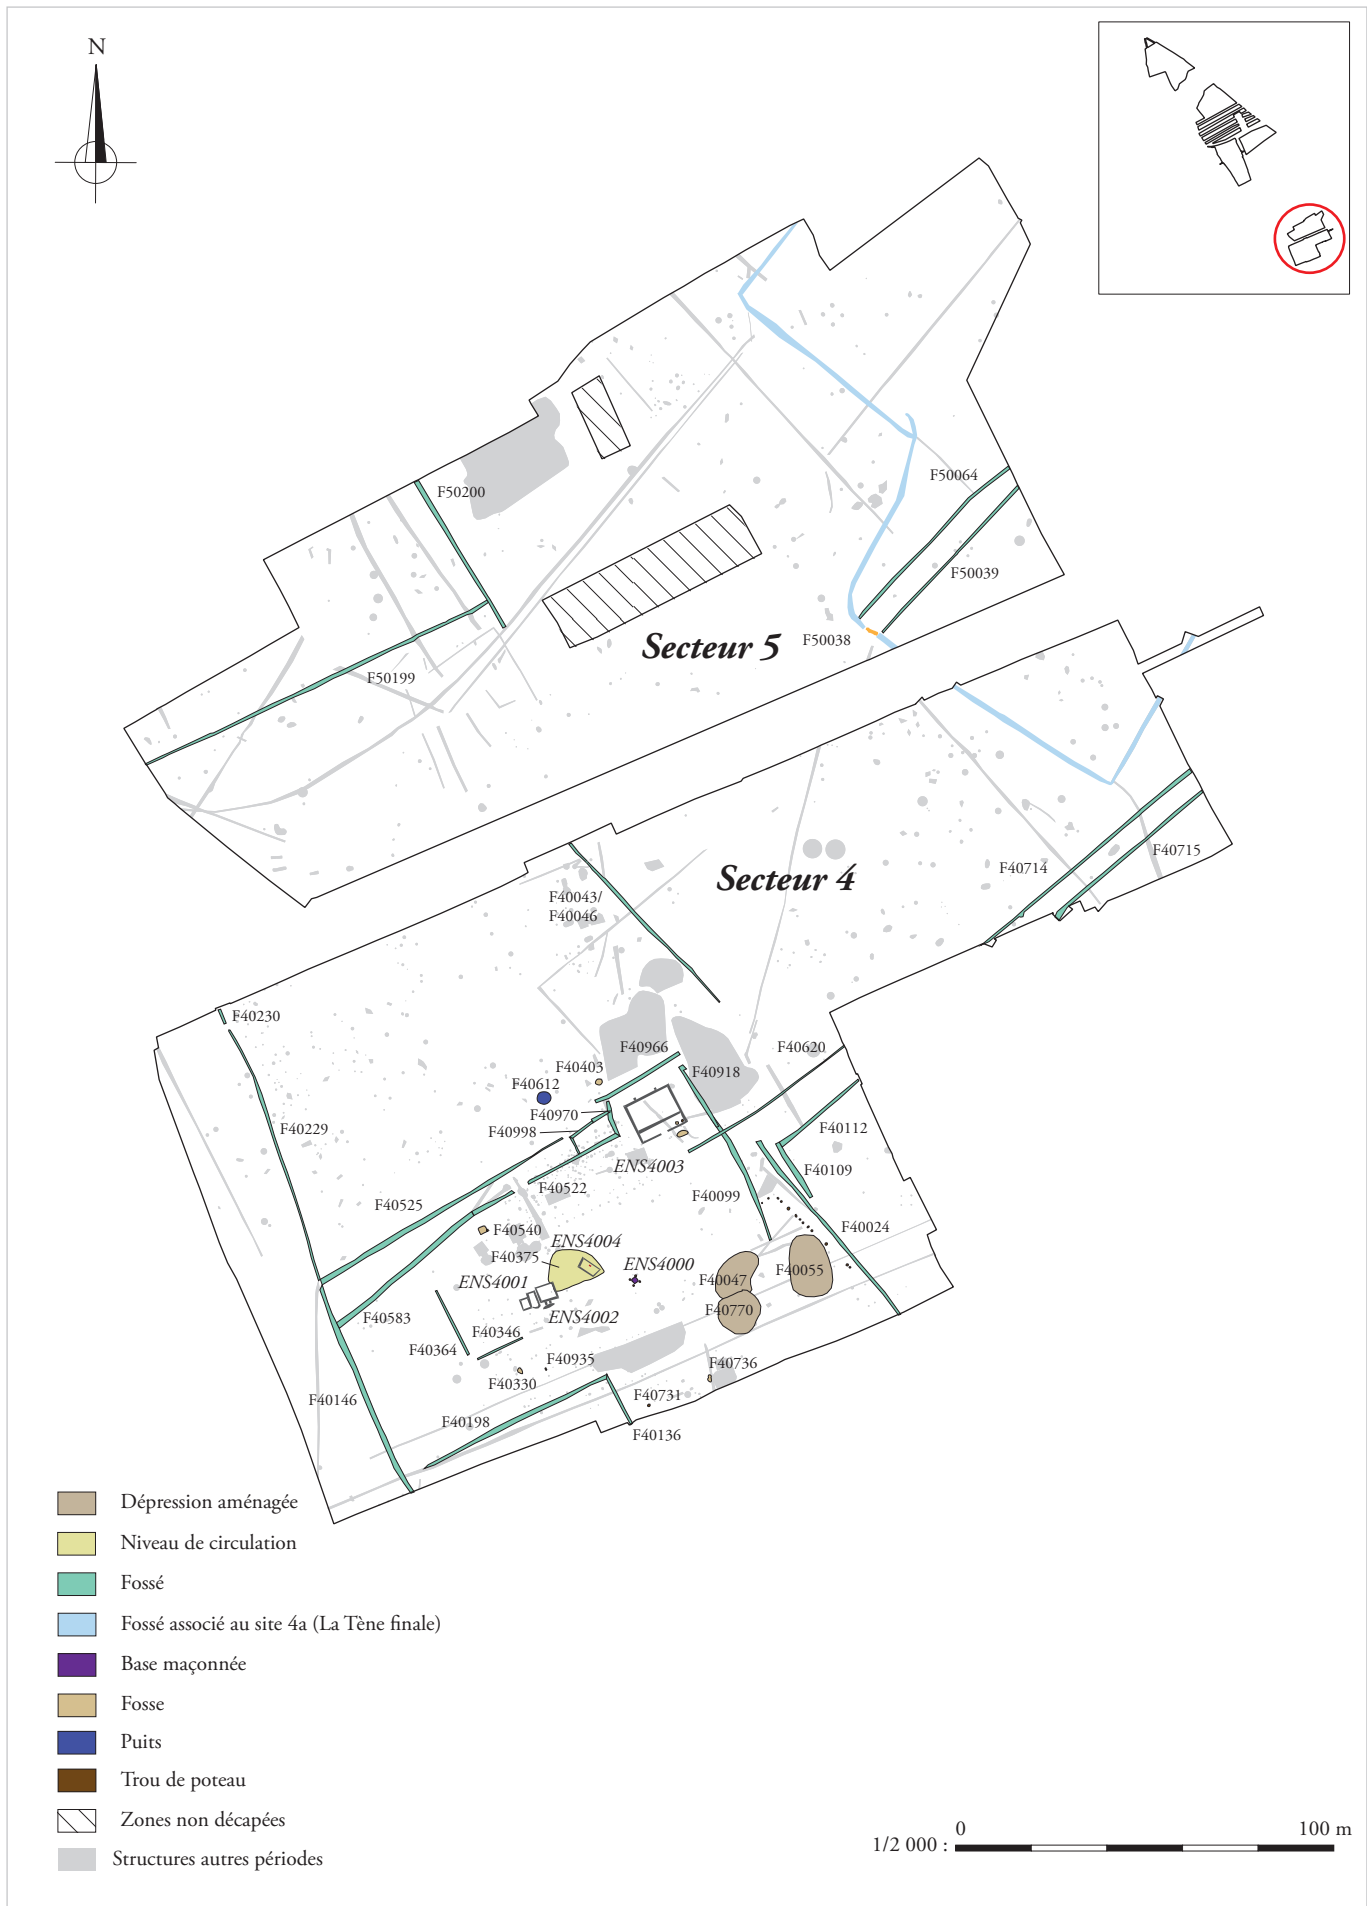 N
F50200
F50064
F50039
Secteur 5
F50038
F50199
F40714
F40715
Secteur 4
F40043/
F40046
F40230
F40966
F40620
F40403
F40612
F40918
F40970
F40998
F40229
F40112
ENS4003
F40109
F40522
F40525
F40099
F40540
F40024
ENS4004
F40375
ENS4000
ENS4001
F40047
F40055
F40770
ENS4002
F40583
F40346
F40364
F40935
F40736
F40330
F40731
F40146
F40198
F40136
Dépression aménagée
Niveau de circulation
Fossé
Fossé associé au site 4a (La Tène finale)
Base maçonnée
Fosse
Puits
Trou de poteau
Zones non décapées
Structures autres périodes
0 100 m
1/2 000 :